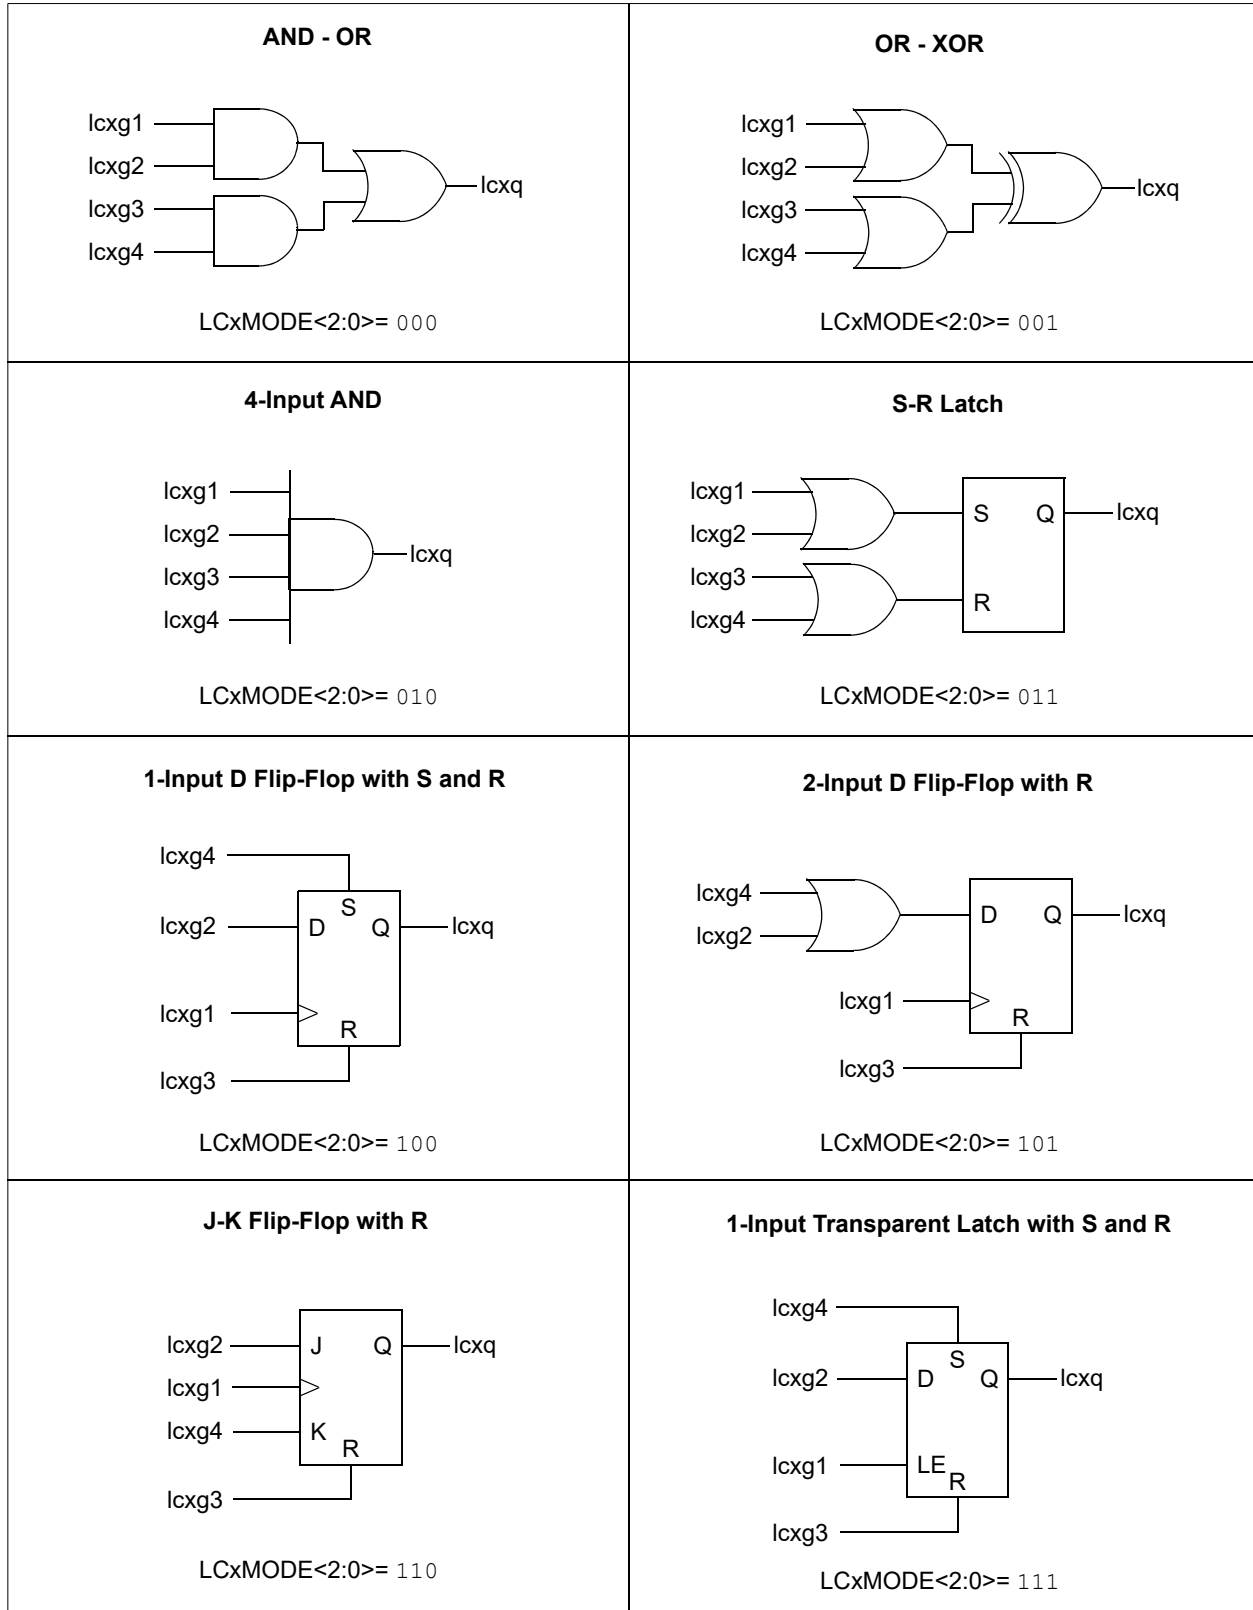 AND - OR
lcxg1
lcxg2
lcxg3
lcxg4
lcxq
LCxMODE<2:0>= 000
OR - XOR
lcxg1
lcxg2
lcxg3
lcxg4
lcxq
LCxMODE<2:0>= 001
4-Input AND
lcxg1
lcxg2
lcxg3
lcxg4
lcxq
LCxMODE<2:0>= 010
S-R Latch
lcxg1
lcxg2
lcxg3
lcxg4
S Q
R
lcxq
LCxMODE<2:0>= 011
1-Input D Flip-Flop with S and R
lcxg4
S
lcxg2
D Q
lcxq
lcxg1
R
lcxg3
LCxMODE<2:0>= 100
2-Input D Flip-Flop with R
lcxg4
lcxg2
D Q
lcxq
lcxg1
R
lcxg3
LCxMODE<2:0>= 101
J-K Flip-Flop with R
lcxg2
J Q
lcxq
lcxg1
lcxg4
K
R
lcxg3
LCxMODE<2:0>= 110
1-Input Transparent Latch with S and R
lcxg4
S
lcxg2
D Q
lcxq
lcxg1
LE
R
lcxg3
LCxMODE<2:0>= 111